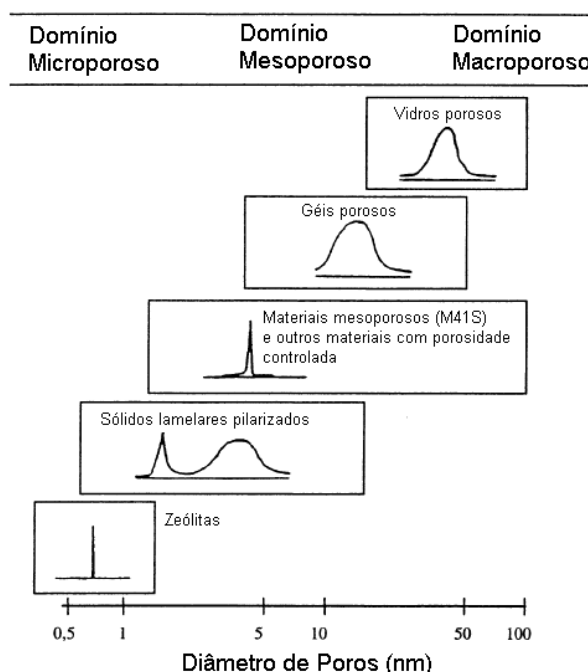 Domínio Domínio Domínio
Microporoso Mesoporoso Macroporoso
Vidros porosos
Géis porosos
Materiais mesoporosos (M41S)
e outros materiais com porosidade
controlada
Sólidos lamelares pilarizados
Zeólitas
0,5 1 5 10 50 100
Diâmetro de Poros (nm)